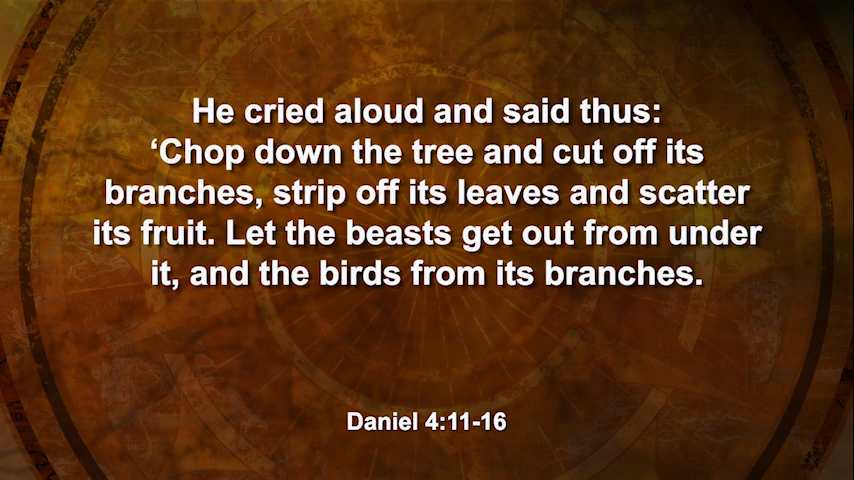 He cried aloud and said thus:
‘Chop down the tree and cut off its
branches, strip off its leaves and scatter
its fruit. Let the beasts get out from under
it, and the birds from its branches.
Daniel 4:11-16